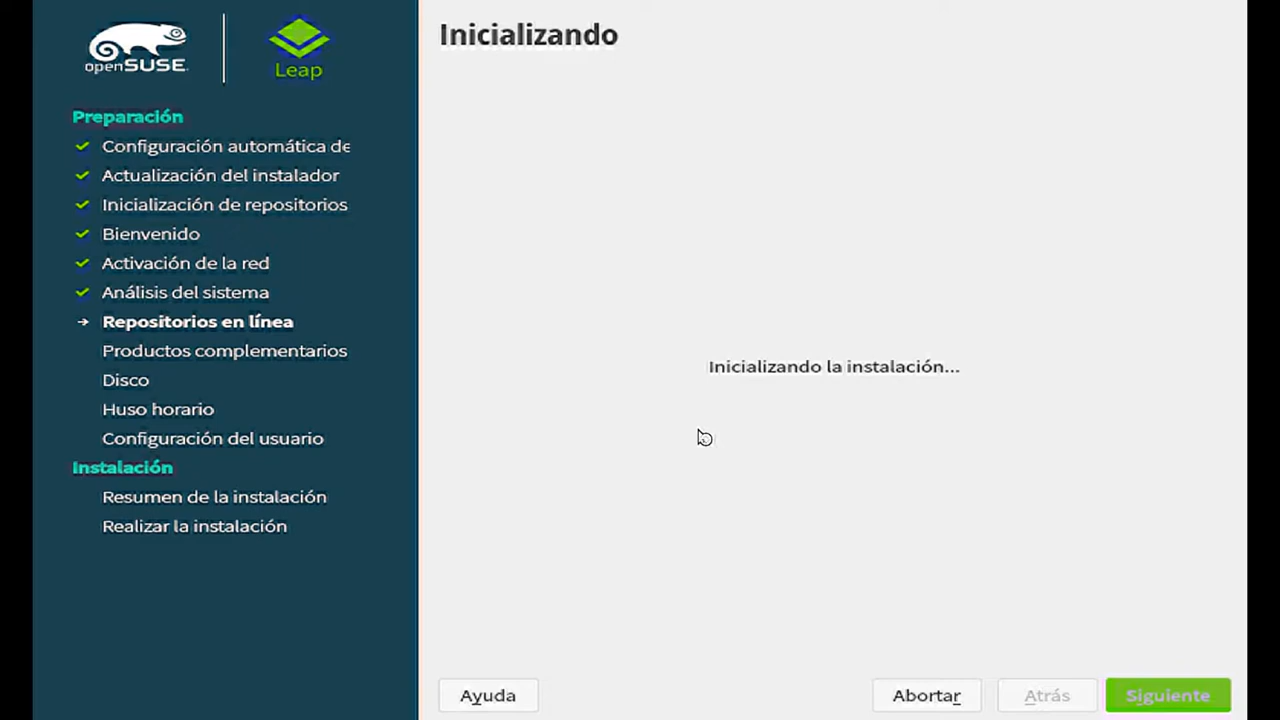 openSUSE
Leap
Preparación
Configuración automática de
Actualización del instalador
Inicialización de repositorios
Bienvenido
Activación de la red
Análisis del sistema
Repositorios en línea
Productos complementarios
Disco
Huso horario
Configuración del usuario
Instalación
Resumen de la instalación
Realizar la instalación
Inicializando
Inicializando la instalación...
Ayuda
Abortar
Atrás
Siguiente